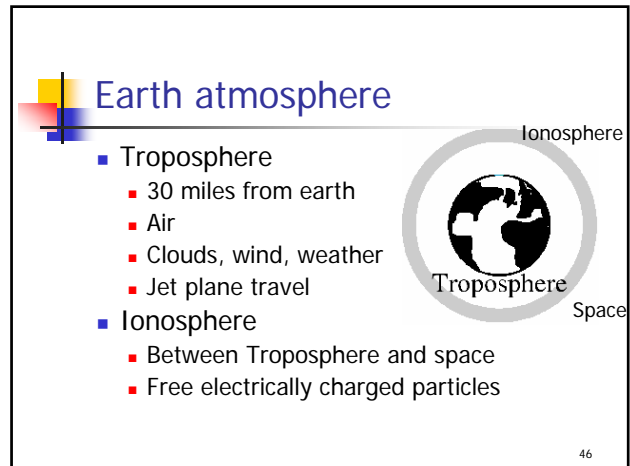 Earth atmosphere
Ionosphere
Troposphere
30 miles from earth
Air
Clouds, wind, weather
Jet plane travel
Troposphere
Space
Ionosphere
Between Troposphere and space
Free electrically charged particles
46